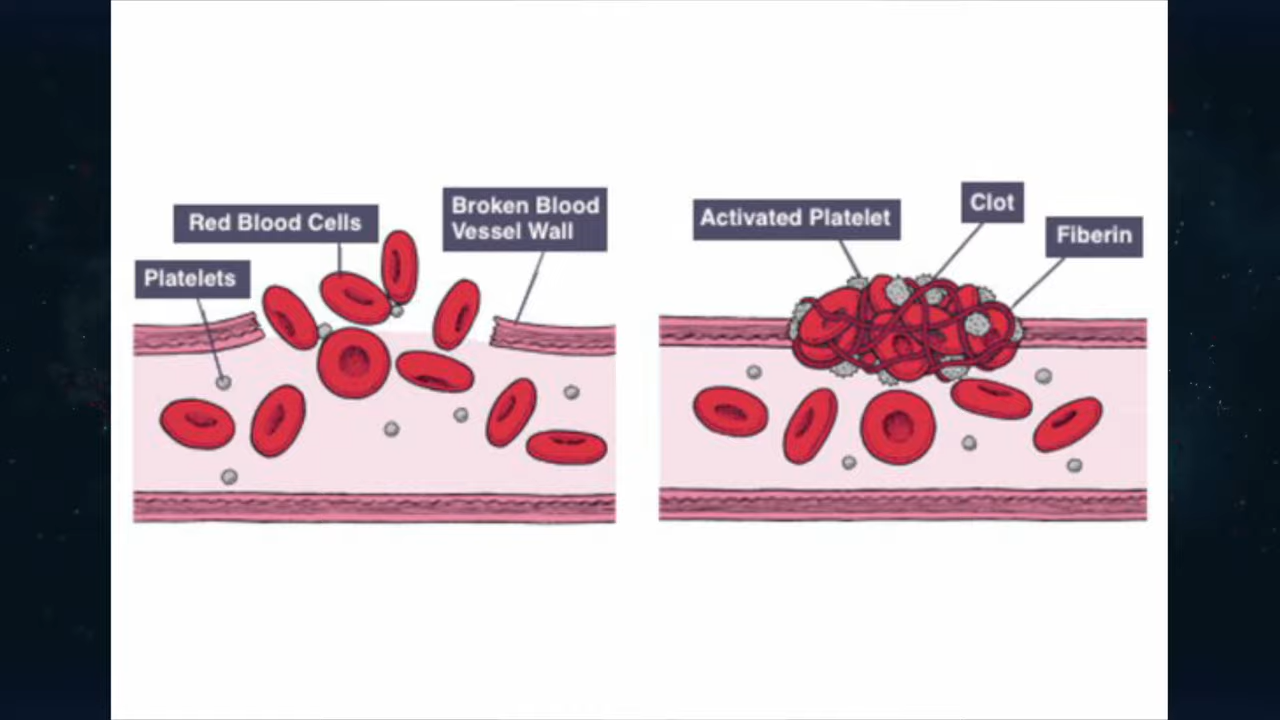 Red Blood Cells
Broken Blood
Vessel Wall
Platelets
Activated Platelet
Clot
Fiberin